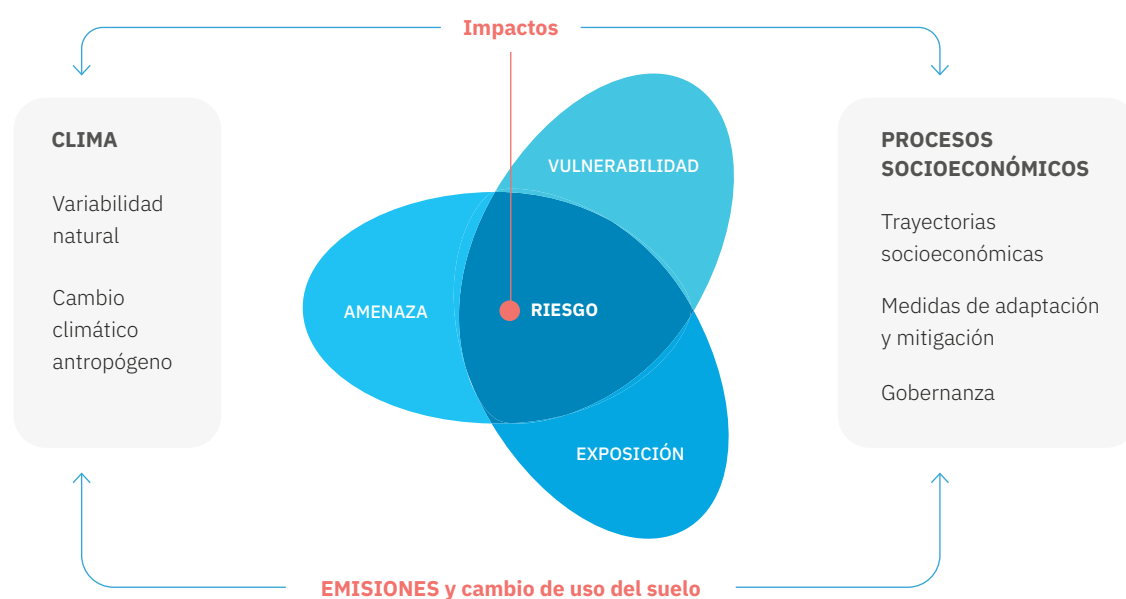 Impactos
CLIMA
Variabilidad
natural
Cambio
climático
antropógeno
VULNERABILIDAD
AMENAZA
RIESGO
EXPOSICIÓN
PROCESOS
SOCIOECONÓMICOS
Trayectorias
socioeconómicas
Medidas de adaptación
y mitigación
Gobernanza
EMISIONES y cambio de uso del suelo